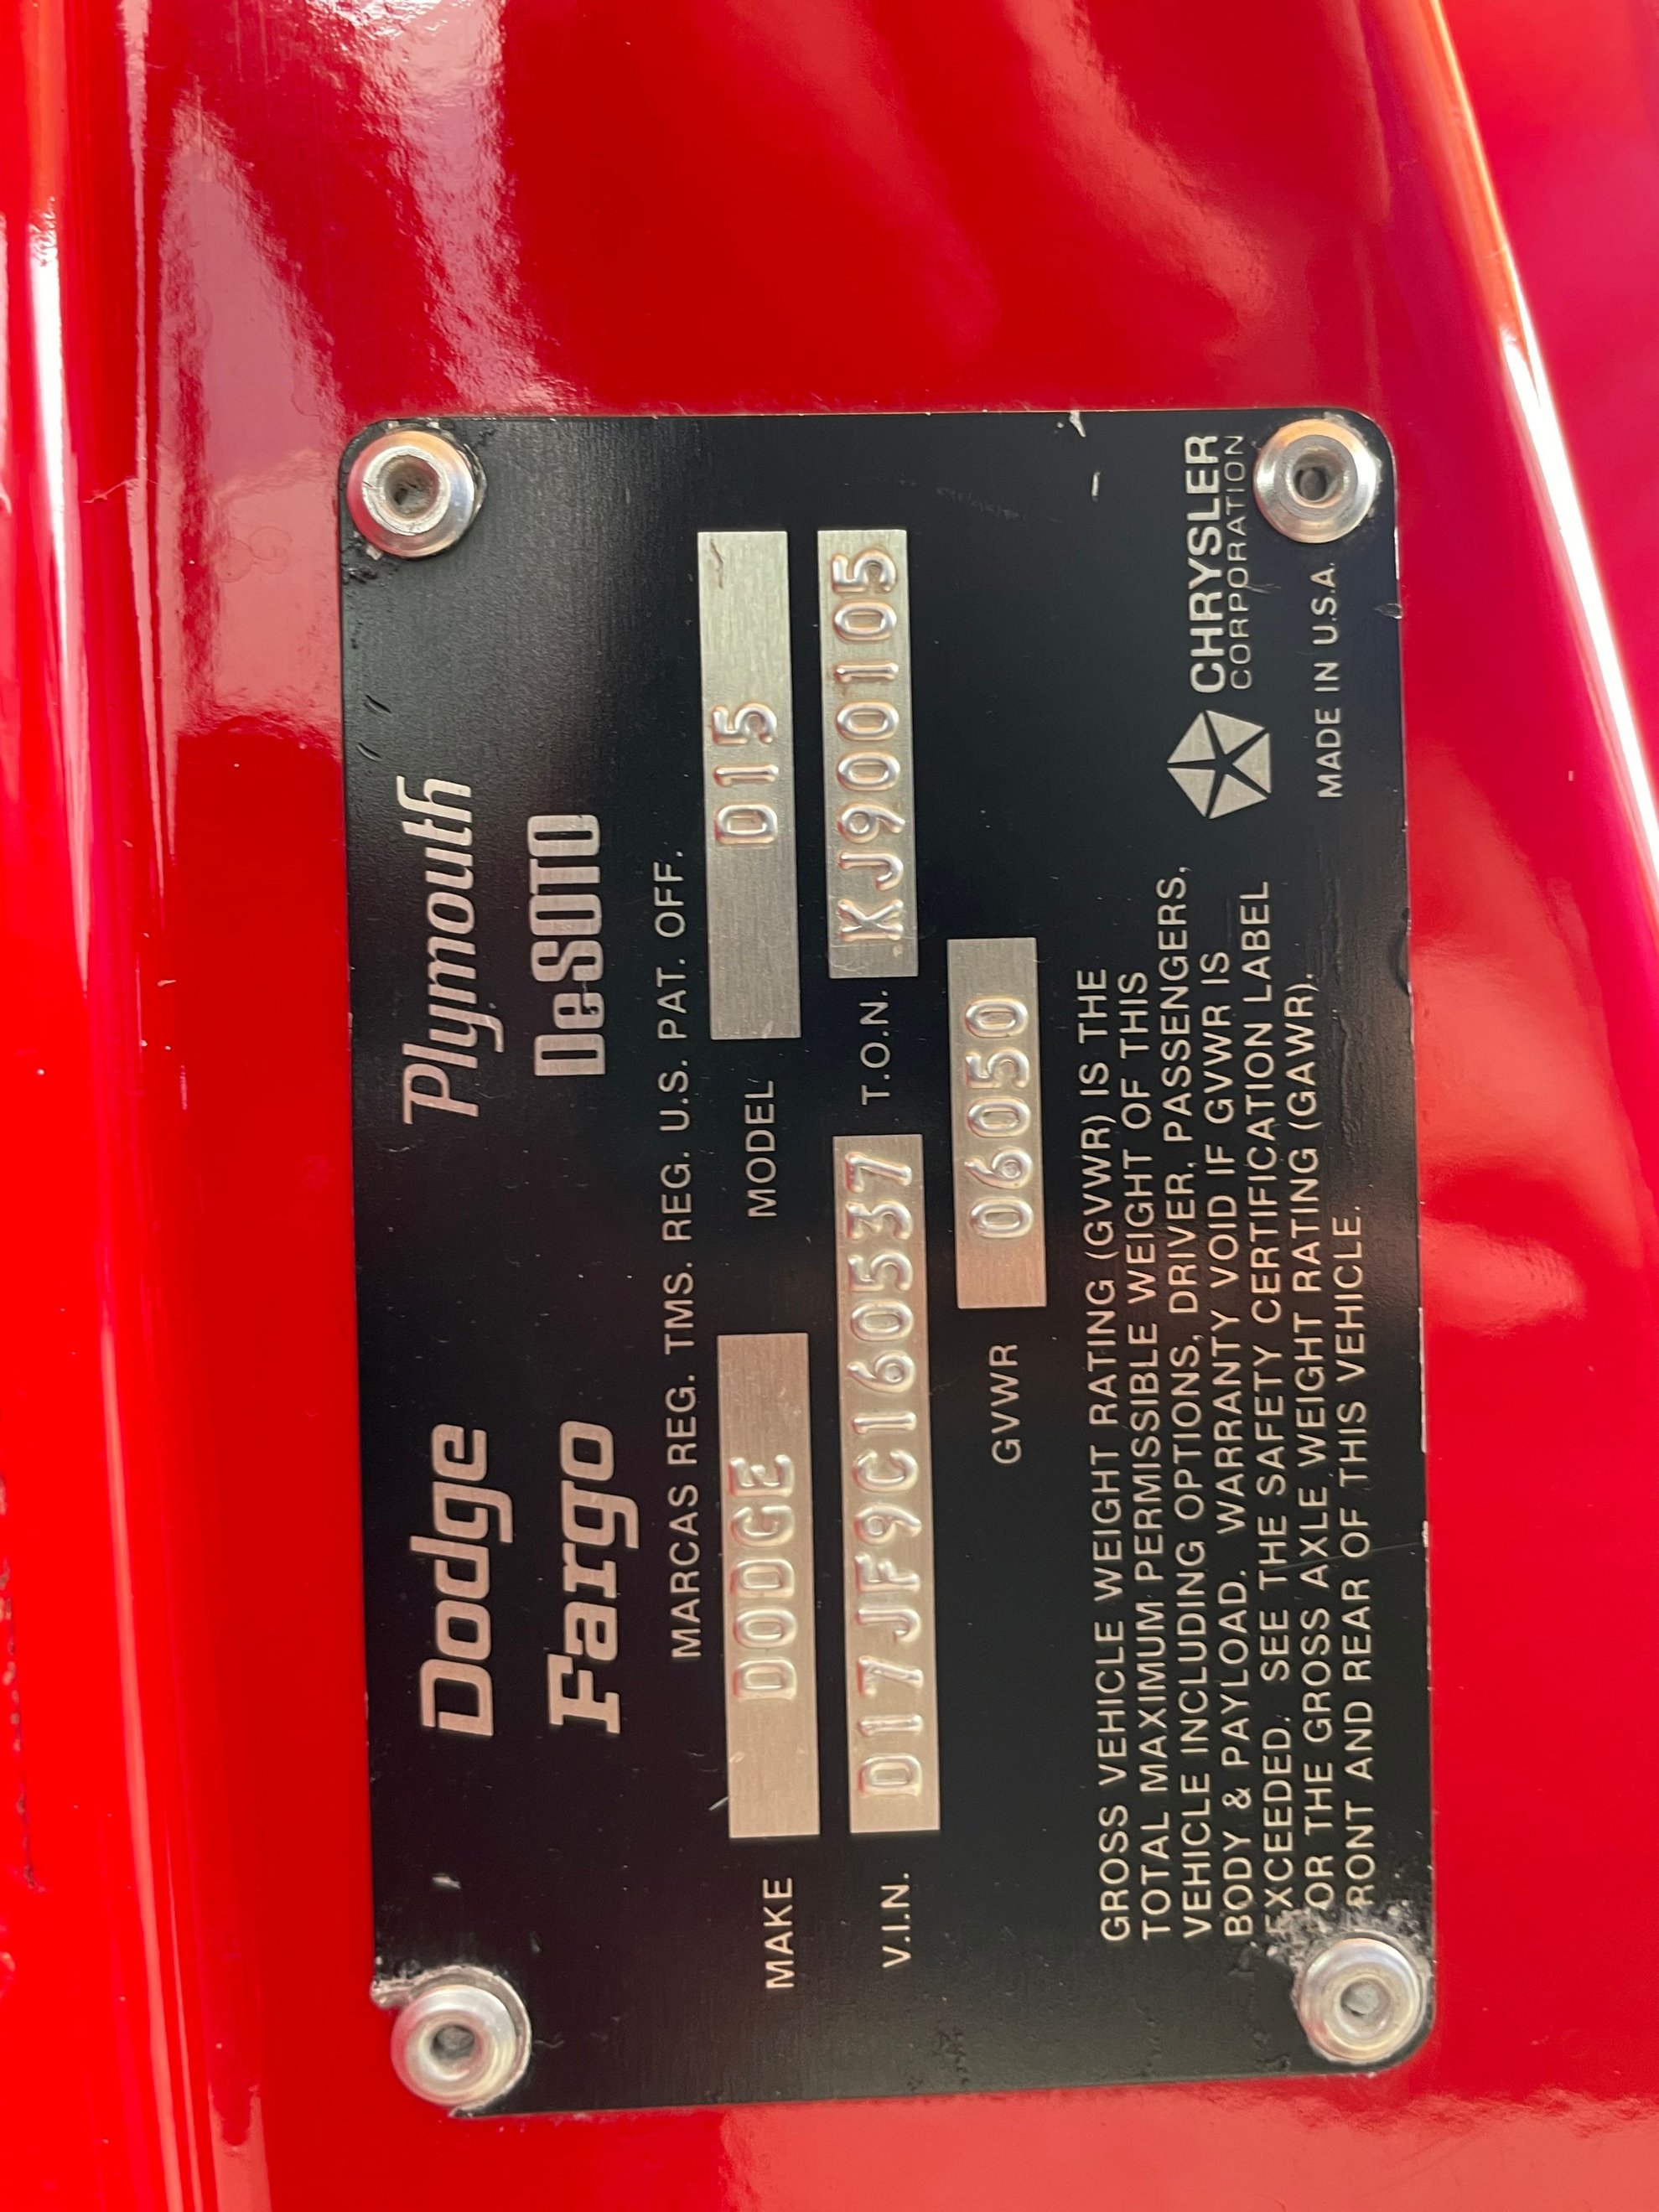 Dodge Plymouth
Fargo DeSOTO
MARCAS REG. TMS. REG. U.S. PAT. OFF.
MAKE DODGE MODEL D15
V.I.N. D17JF9C160537 T.O.N. KJ900105
GVWR 06050
GROSS VEHICLE WEIGHT RATING (GVWR) IS THE
TOTAL MAXIMUM PERMISSIBLE WEIGHT OF THIS
VEHICLE INCLUDING OPTIONS, DRIVER, PASSENGERS,
BODY & PAYLOAD. WARRANTY VOID IF GVWR IS
EXCEEDED. SEE THE SAFETY CERTIFICATION LABEL
FOR THE GROSS AXLE WEIGHT RATING (GAWR).
FRONT AND REAR OF THIS VEHICLE.
CHRYSLER
CORPORATION
MADE IN U.S.A.